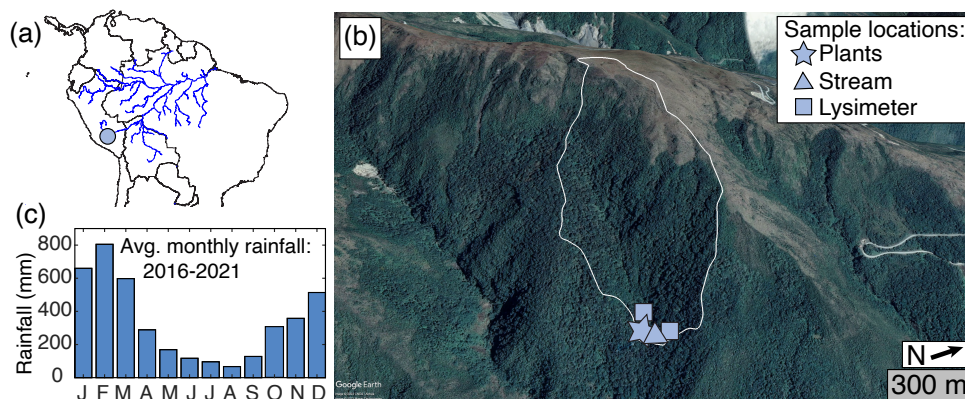 (a)
(b)
Sample locations:
Plants
Stream
Lysimeter
(c)
Avg. monthly rainfall:
2016-2021
Rainfall (mm)
800
600
400
200
0
J F M A M J J A S O N D
N
300 m
Google Earth